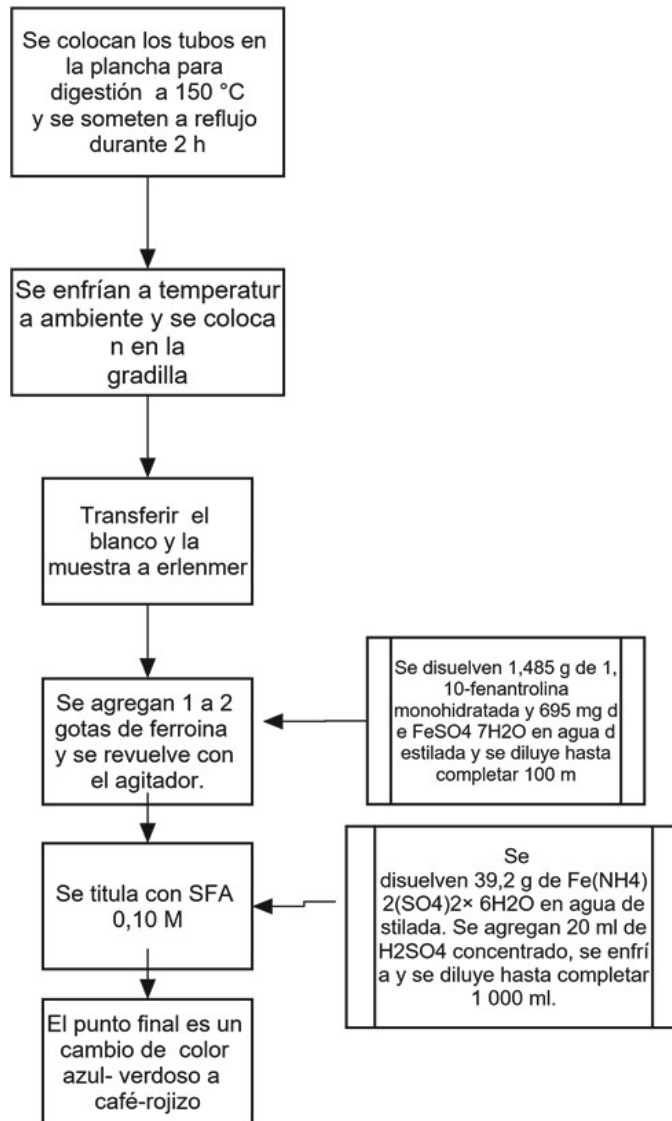 Se colocan los tubos en
la plancha para
digestión a 150 °C
y se someten a reflujo
durante 2 h
Se enfrían a temperatur
a ambiente y se coloca
n en la
gradilla
Transferir el
blanco y la
muestra a erlenmer
Se agregan 1 a 2
gotas de ferroina
y se revuelve con
el agitador.
Se disuelven 1,485 g de 1,
10-fenantrolina
monohidratada y 695 mg d
e FeSO4 7H2O en agua d
estilada y se diluye hasta
completar 100 m
Se titula con SFA
0,10 M
Se
disuelven 39,2 g de Fe(NH4)
2(SO4)2× 6H2O en agua de
stilada. Se agregan 20 ml de
H2SO4 concentrado, se enfrí
a y se diluye hasta completar
1 000 ml.
El punto final es un
cambio de color
azul- verdoso a
café-rojizo